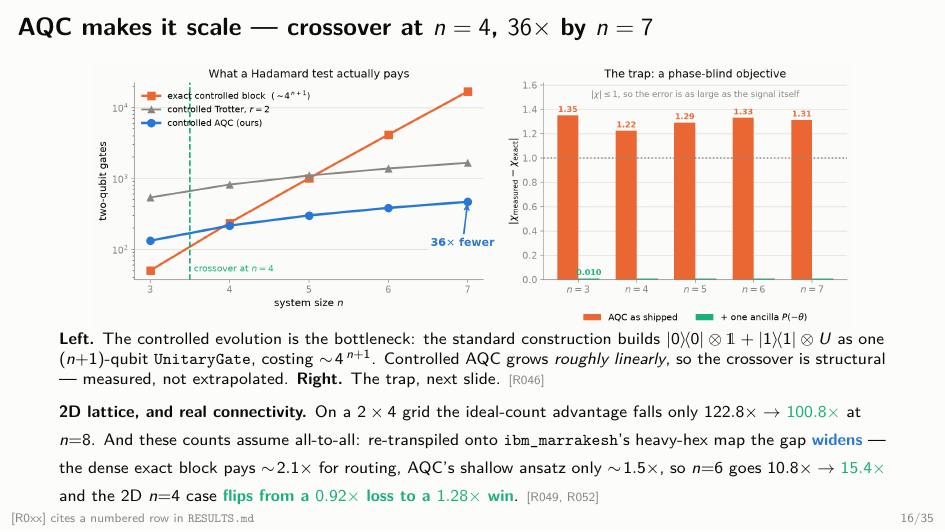 AQC makes it scale — crossover at n = 4, 36× by n = 7
What a Hadamard test actually pays
exact controlled block (∼4ⁿ⁺¹)
controlled Trotter, r = 2
controlled AQC (ours)
two-qubit gates
10⁴
10³
10²
36× fewer
crossover at n = 4
3 4 5 6 7
system size n
The trap: a phase-blind objective
|χ| ≤ 1, so the error is as large as the signal itself
|χmeasured − χexact|
1.6
1.4
1.2
1.0
0.8
0.6
0.4
0.2
0.0
1.35 1.22 1.29 1.33 1.31
0.010
n = 3 n = 4 n = 5 n = 6 n = 7
AQC as shipped + one ancilla P(−θ)
Left. The controlled evolution is the bottleneck: the standard construction builds |0⟩⟨0| ⊗ 𝟙 + |1⟩⟨1| ⊗ U as one
(n+1)-qubit UnitaryGate, costing ∼4ⁿ⁺¹. Controlled AQC grows roughly linearly, so the crossover is structural
— measured, not extrapolated. Right. The trap, next slide. [R046]
2D lattice, and real connectivity. On a 2 × 4 grid the ideal-count advantage falls only 122.8× → 100.8× at
n=8. And these counts assume all-to-all: re-transpiled onto ibm_marrakesh's heavy-hex map the gap widens —
the dense exact block pays ∼2.1× for routing, AQC's shallow ansatz only ∼1.5×, so n=6 goes 10.8× → 15.4×
and the 2D n=4 case flips from a 0.92× loss to a 1.28× win. [R049, R052]
[R0xx] cites a numbered row in RESULTS.md
16/35